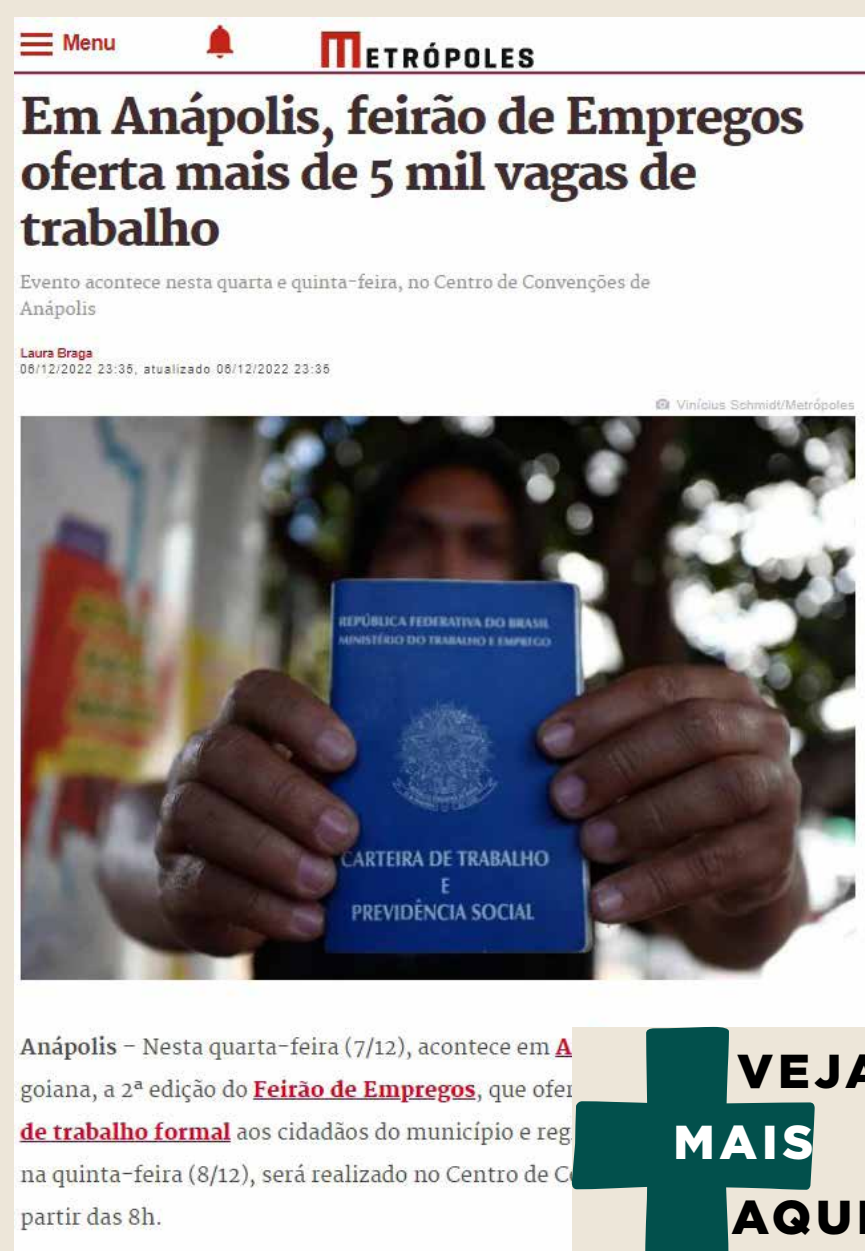 Menu
METRÓPOLES
Em Anápolis, feirão de Empregos
oferta mais de 5 mil vagas de
trabalho
Evento acontece nesta quarta e quinta-feira, no Centro de Convenções de
Anápolis
Laura Braga
06/12/2022 23:35, atualizado 06/12/2022 23:35
Vinícius Schmidt/Metrópoles
REPÚBLICA FEDERATIVA DO BRASIL
MINISTÉRIO DO TRABALHO E EMPREGO
CARTEIRA DE TRABALHO
E
PREVIDÊNCIA SOCIAL
Anápolis – Nesta quarta-feira (7/12), acontece em A
goiana, a 2ª edição do Feirão de Empregos, que ofer
de trabalho formal aos cidadãos do município e reg
na quinta-feira (8/12), será realizado no Centro de C
partir das 8h.
VEJA
MAIS
AQUI